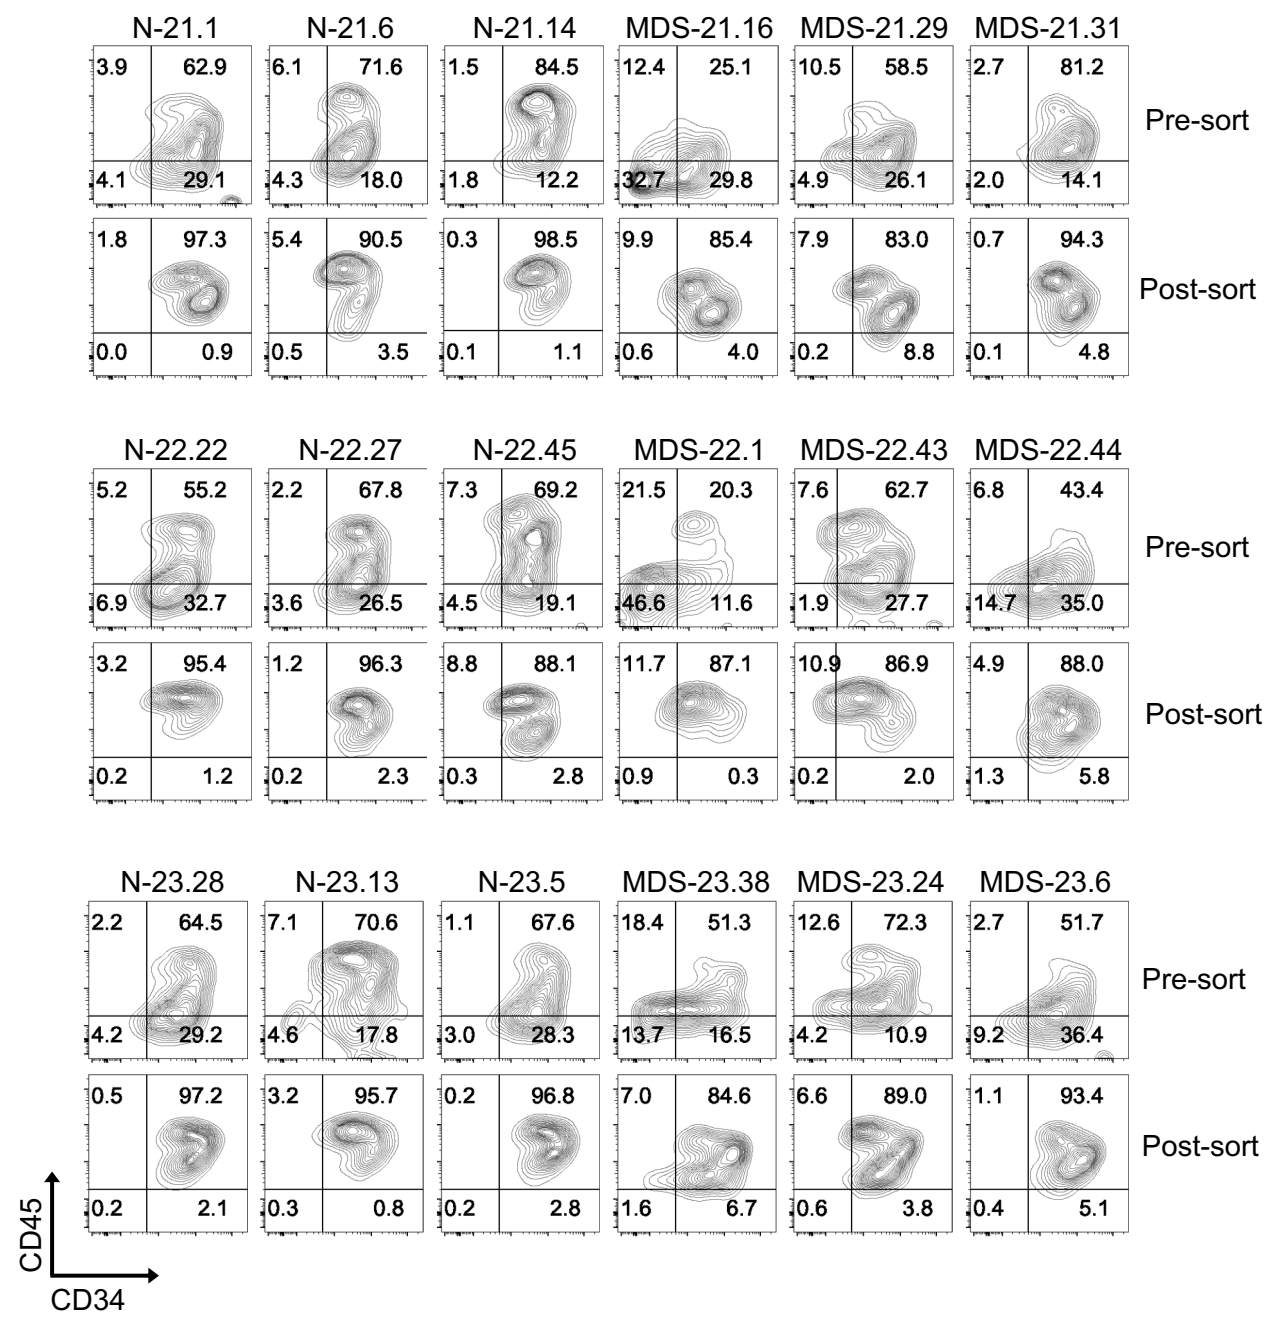 N-21.1 N-21.6 N-21.14 MDS-21.16 MDS-21.29 MDS-21.31
3.9 62.9 6.1 71.6 1.5 84.5 12.4 25.1 10.5 58.5 2.7 81.2
Pre-sort
4.1 29.1 4.3 18.0 1.8 12.2 32.7 29.8 4.9 26.1 2.0 14.1
1.8 97.3 5.4 90.5 0.3 98.5 9.9 85.4 7.9 83.0 0.7 94.3
Post-sort
0.0 0.9 0.5 3.5 0.1 1.1 0.6 4.0 0.2 8.8 0.1 4.8
N-22.22 N-22.27 N-22.45 MDS-22.1 MDS-22.43 MDS-22.44
5.2 55.2 2.2 67.8 7.3 69.2 21.5 20.3 7.6 62.7 6.8 43.4
Pre-sort
6.9 32.7 3.6 26.5 4.5 19.1 46.6 11.6 1.9 27.7 14.7 35.0
3.2 95.4 1.2 96.3 8.8 88.1 11.7 87.1 10.9 86.9 4.9 88.0
Post-sort
0.2 1.2 0.2 2.3 0.3 2.8 0.9 0.3 0.2 2.0 1.3 5.8
N-23.28 N-23.13 N-23.5 MDS-23.38 MDS-23.24 MDS-23.6
2.2 64.5 7.1 70.6 1.1 67.6 18.4 51.3 12.6 72.3 2.7 51.7
Pre-sort
4.2 29.2 4.6 17.8 3.0 28.3 13.7 16.5 4.2 10.9 9.2 36.4
0.5 97.2 3.2 95.7 0.2 96.8 7.0 84.6 6.6 89.0 1.1 93.4
Post-sort
0.2 2.1 0.3 0.8 0.2 2.8 1.6 6.7 0.6 3.8 0.4 5.1
CD45
CD34